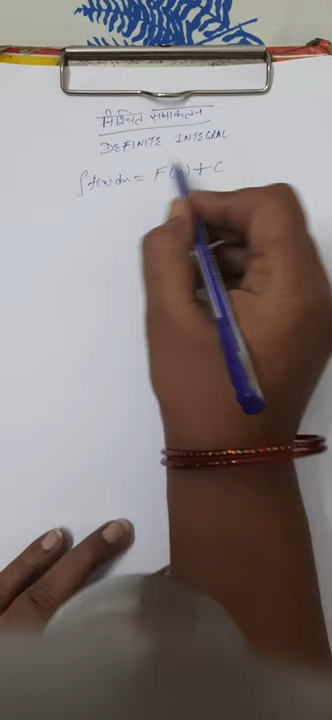 निश्चित समाकलन
DEFINITE INTEGRAL
∫f(x)dx = F(x)+C